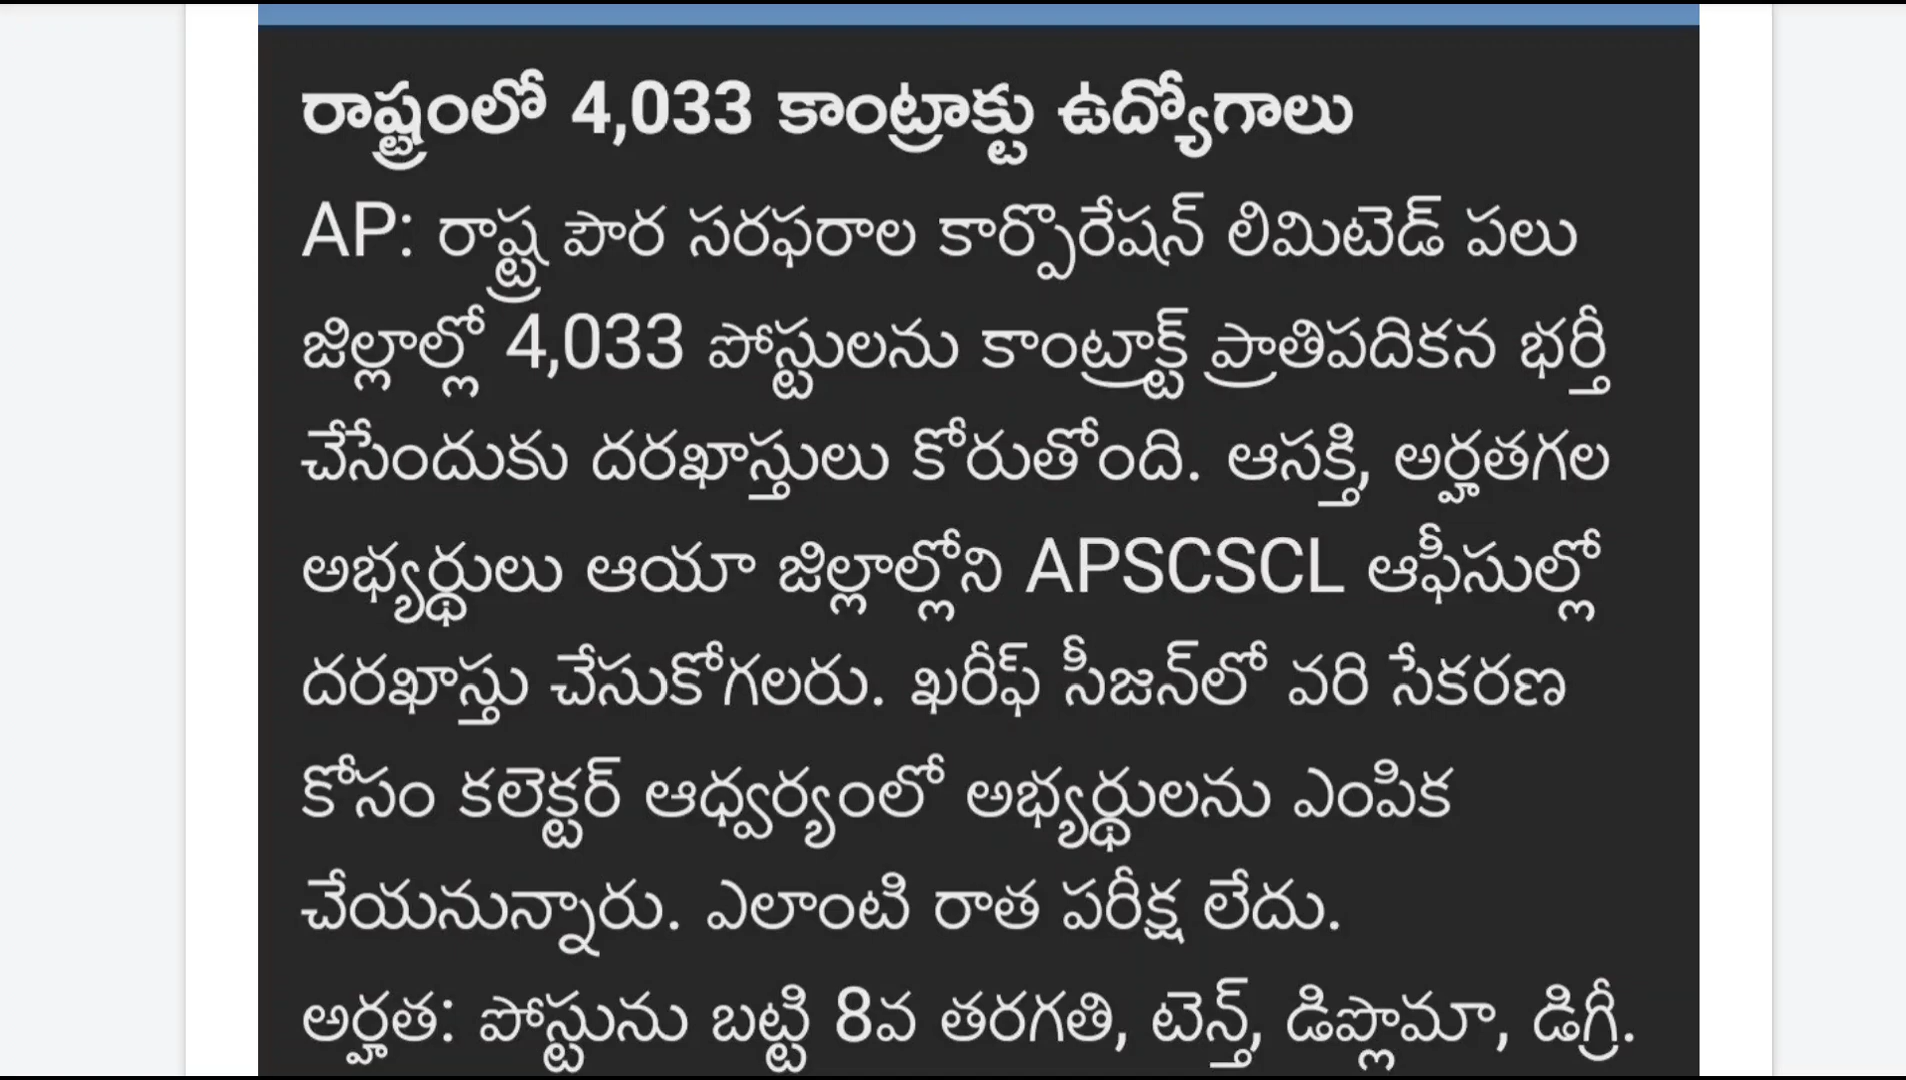 రాష్ట్రంలో 4,033 కాంట్రాక్టు ఉద్యోగాలు
AP: రాష్ట్ర పౌర సరఫరాల కార్పొరేషన్ లిమిటెడ్ పలు
జిల్లాల్లో 4,033 పోస్టులను కాంట్ర్రాక్ట్ ప్రాతిపదికన భర్తీ
చేసేందుకు దరఖాస్తులు కోరుతోంది. ఆసక్తి, అర్హతగల
అభ్యర్థులు ఆయా జిల్లాల్లోని APSCSCL ఆఫీసుల్లో
దరఖాస్తు చేసుకోగలరు. ఖరీఫ్ సీజన్‌లో వరి సేకరణ
కోసం కలెక్టర్ ఆధ్వర్యంలో అభ్యర్థులను ఎంపిక
చేయనున్నారు. ఎలాంటి రాత పరీక్ష లేదు.
అర్హత: పోస్టును బట్టి 8వ తరగతి, టెన్త్, డిప్లొమా, డిగ్రీ.